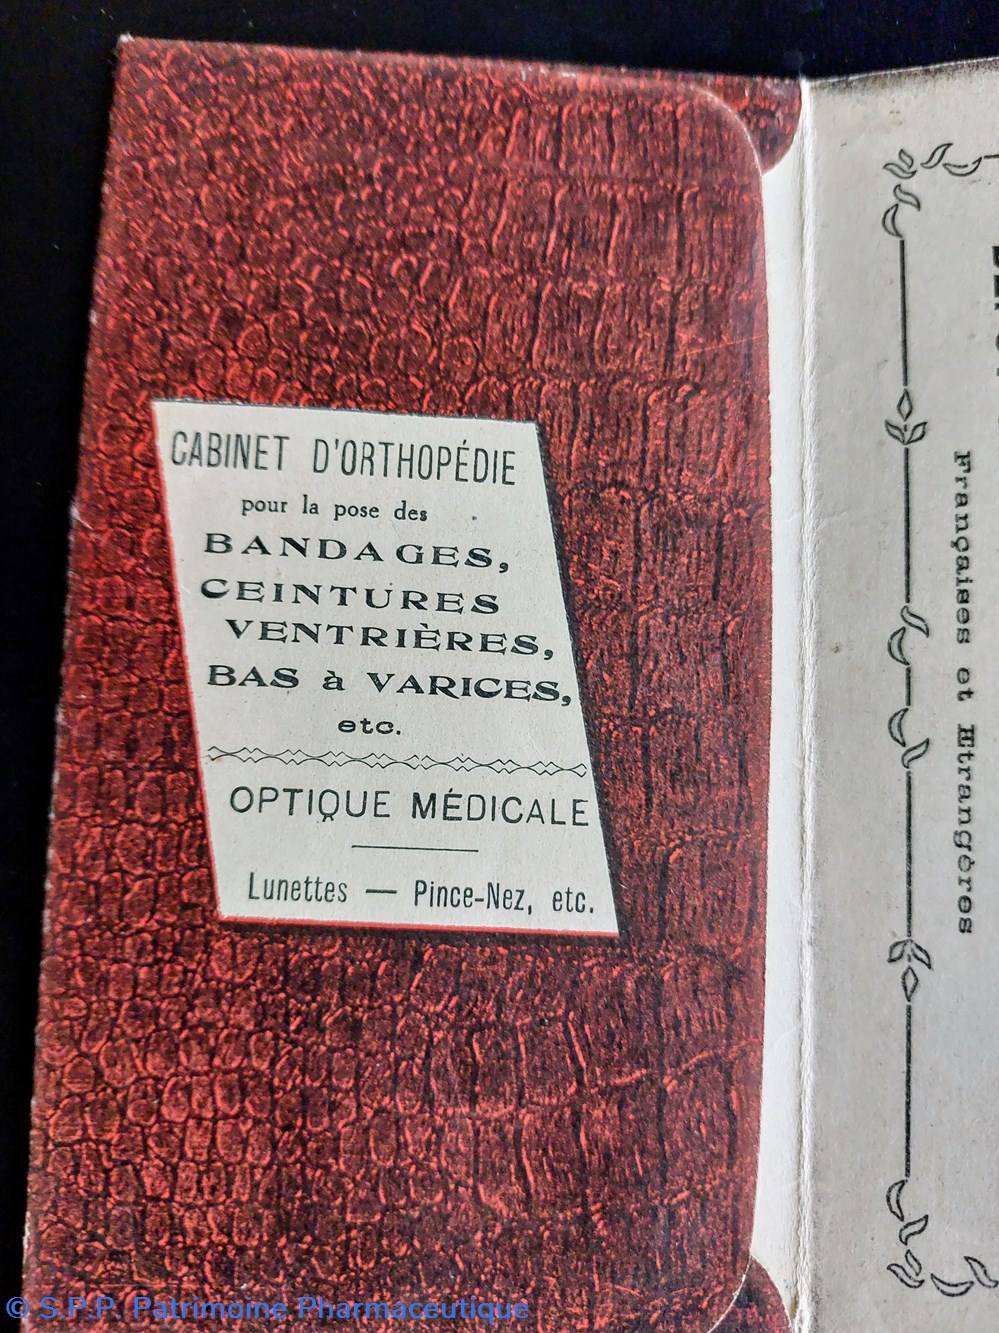 CABINET D'ORTHOPÉDIE
pour la pose des
BANDAGES,
CEINTURES
VENTRIÈRES,
BAS à VARICES,
etc.
OPTIQUE MÉDICALE
Lunettes — Pince-Nez, etc.
Françaises et Etrangères
© S.P.P. Patrimoine Pharmaceutique